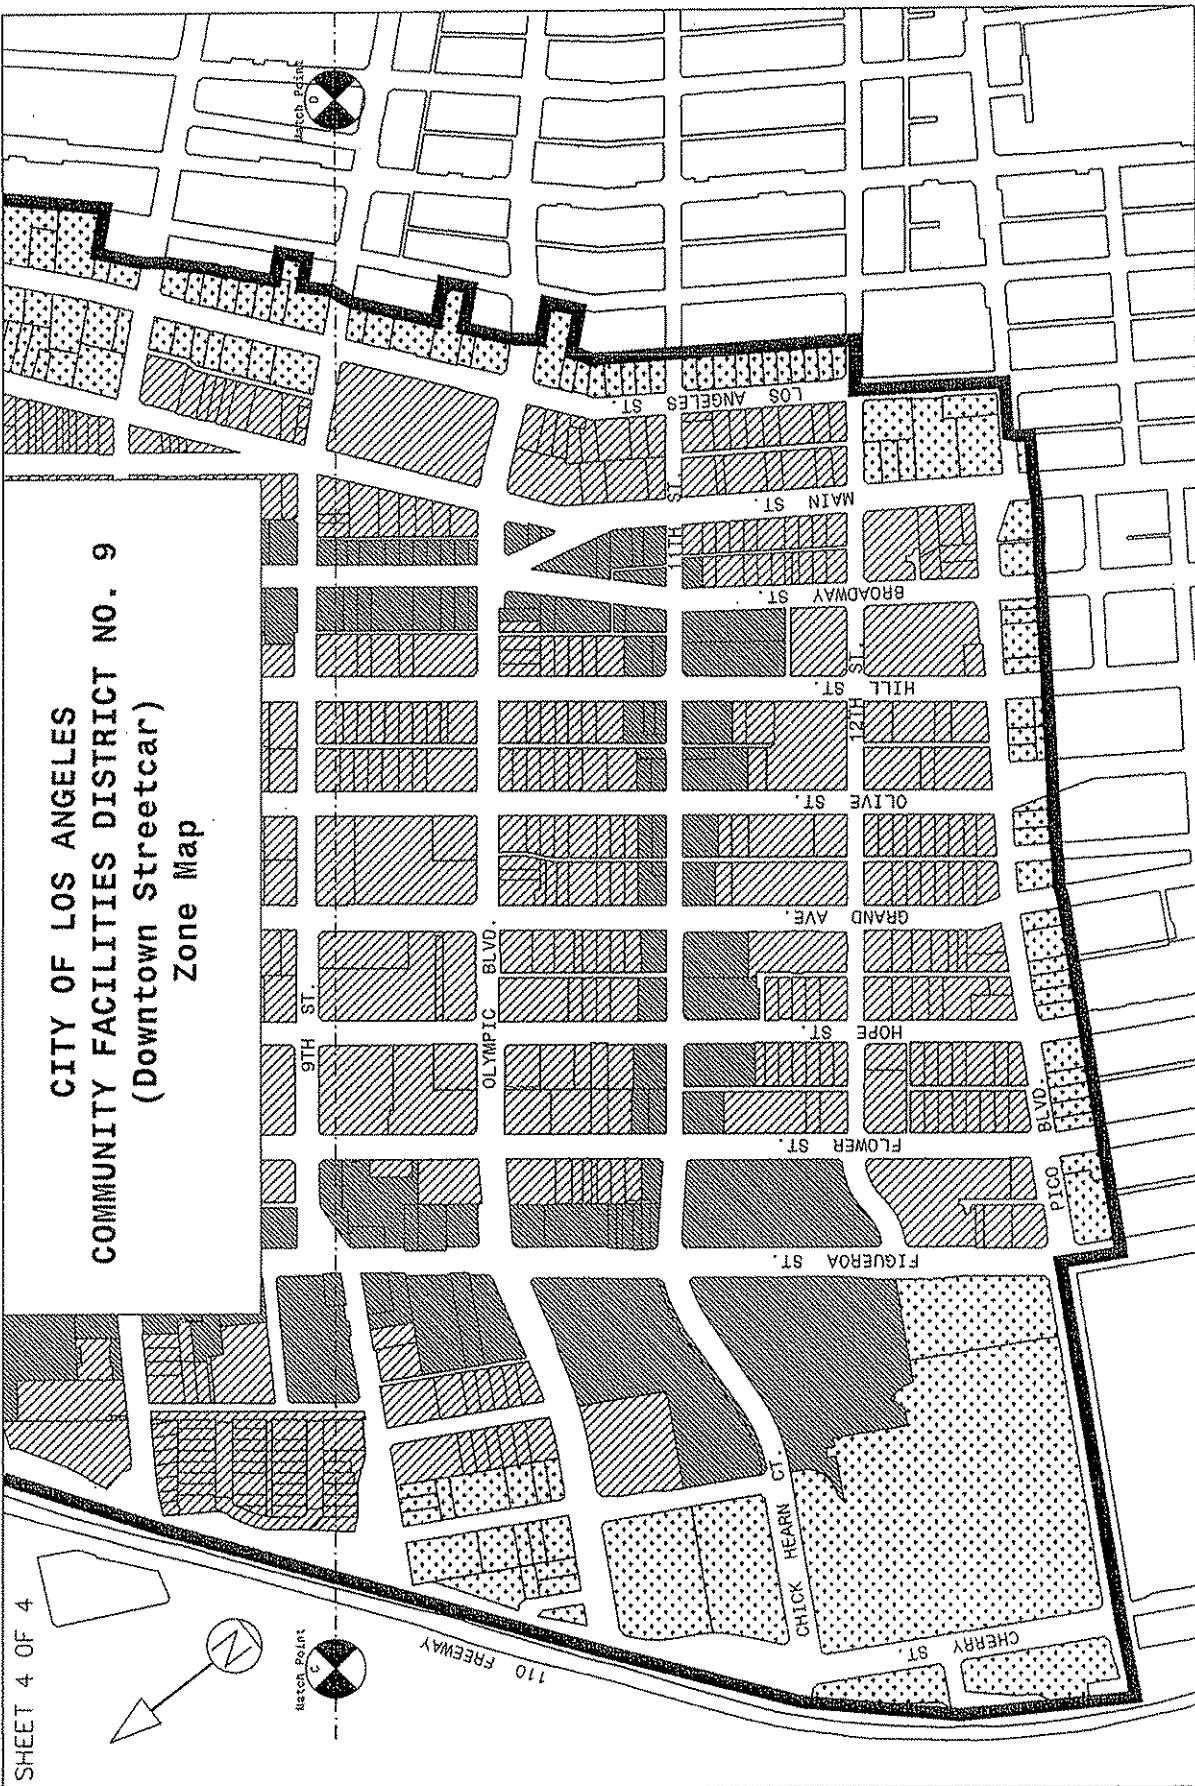 SHEET 4 OF 4
CITY OF LOS ANGELES
COMMUNITY FACILITIES DISTRICT NO. 9
(Downtown Streetcar)
Zone Map
N
Match Point
C
Match Point
D
110 FREEWAY
9TH ST.
OLYMPIC BLVD.
11TH ST.
12TH ST.
PICO BLVD.
CHICK HEARN CT.
CHERRY ST.
FIGUEROA ST.
FLOWER ST.
HOPE ST.
GRAND AVE.
OLIVE ST.
HILL ST.
BROADWAY ST.
MAIN ST.
LOS ANGELES ST.